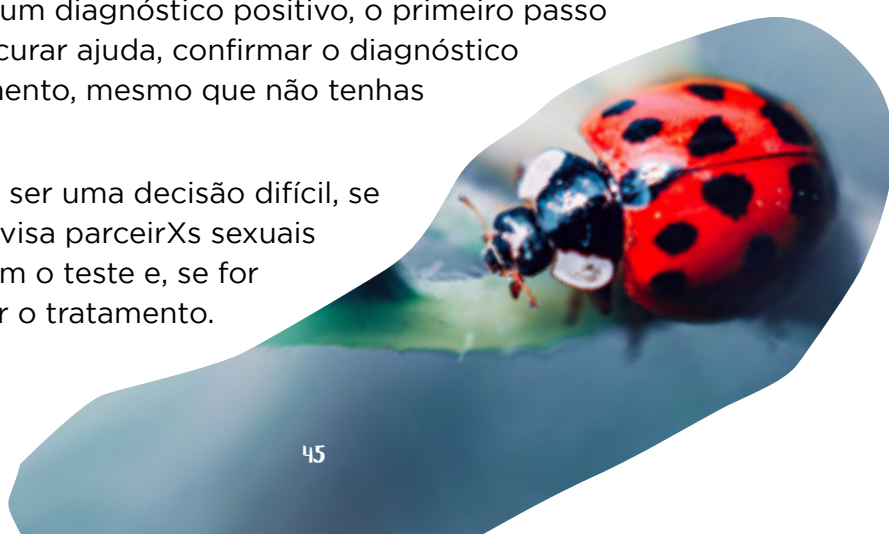 um diagnóstico positivo, o primeiro passo
curar ajuda, confirmar o diagnóstico
ento, mesmo que não tenhas
ser uma decisão difícil, se
visa parceirXs sexuais
m o teste e, se for
r o tratamento.
45